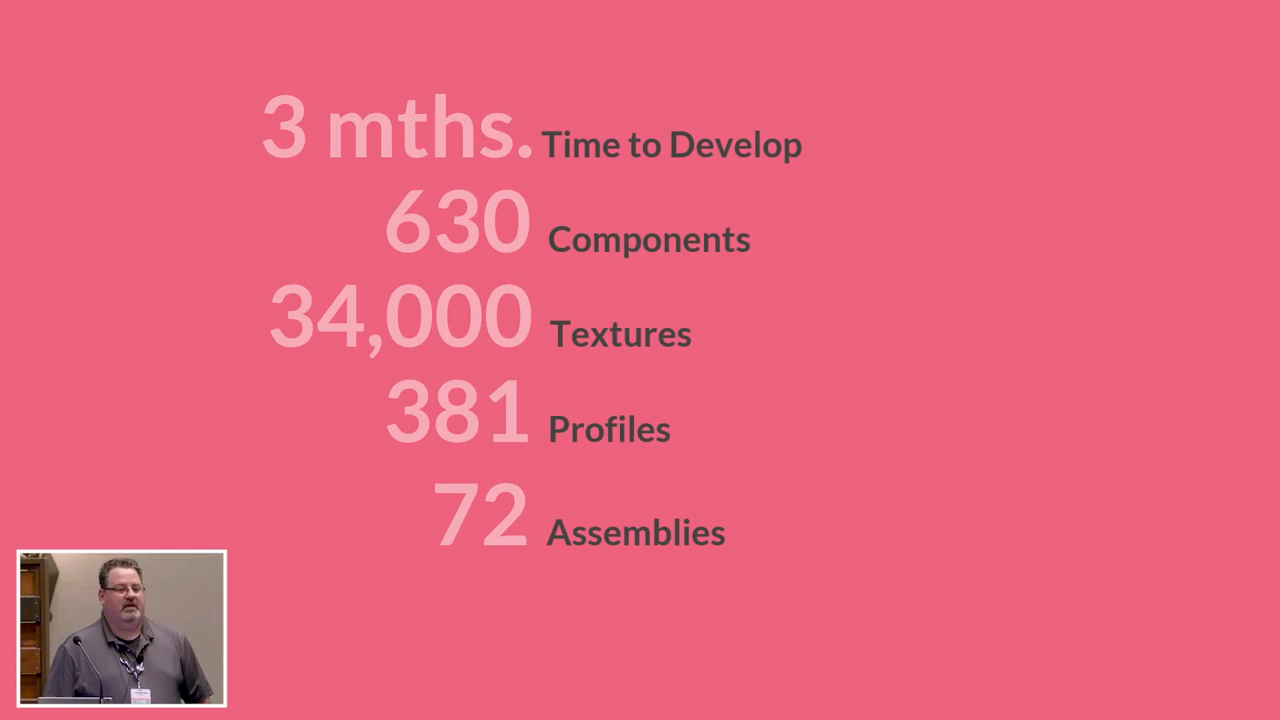 3 mths. Time to Develop
630 Components
34,000 Textures
381 Profiles
72 Assemblies